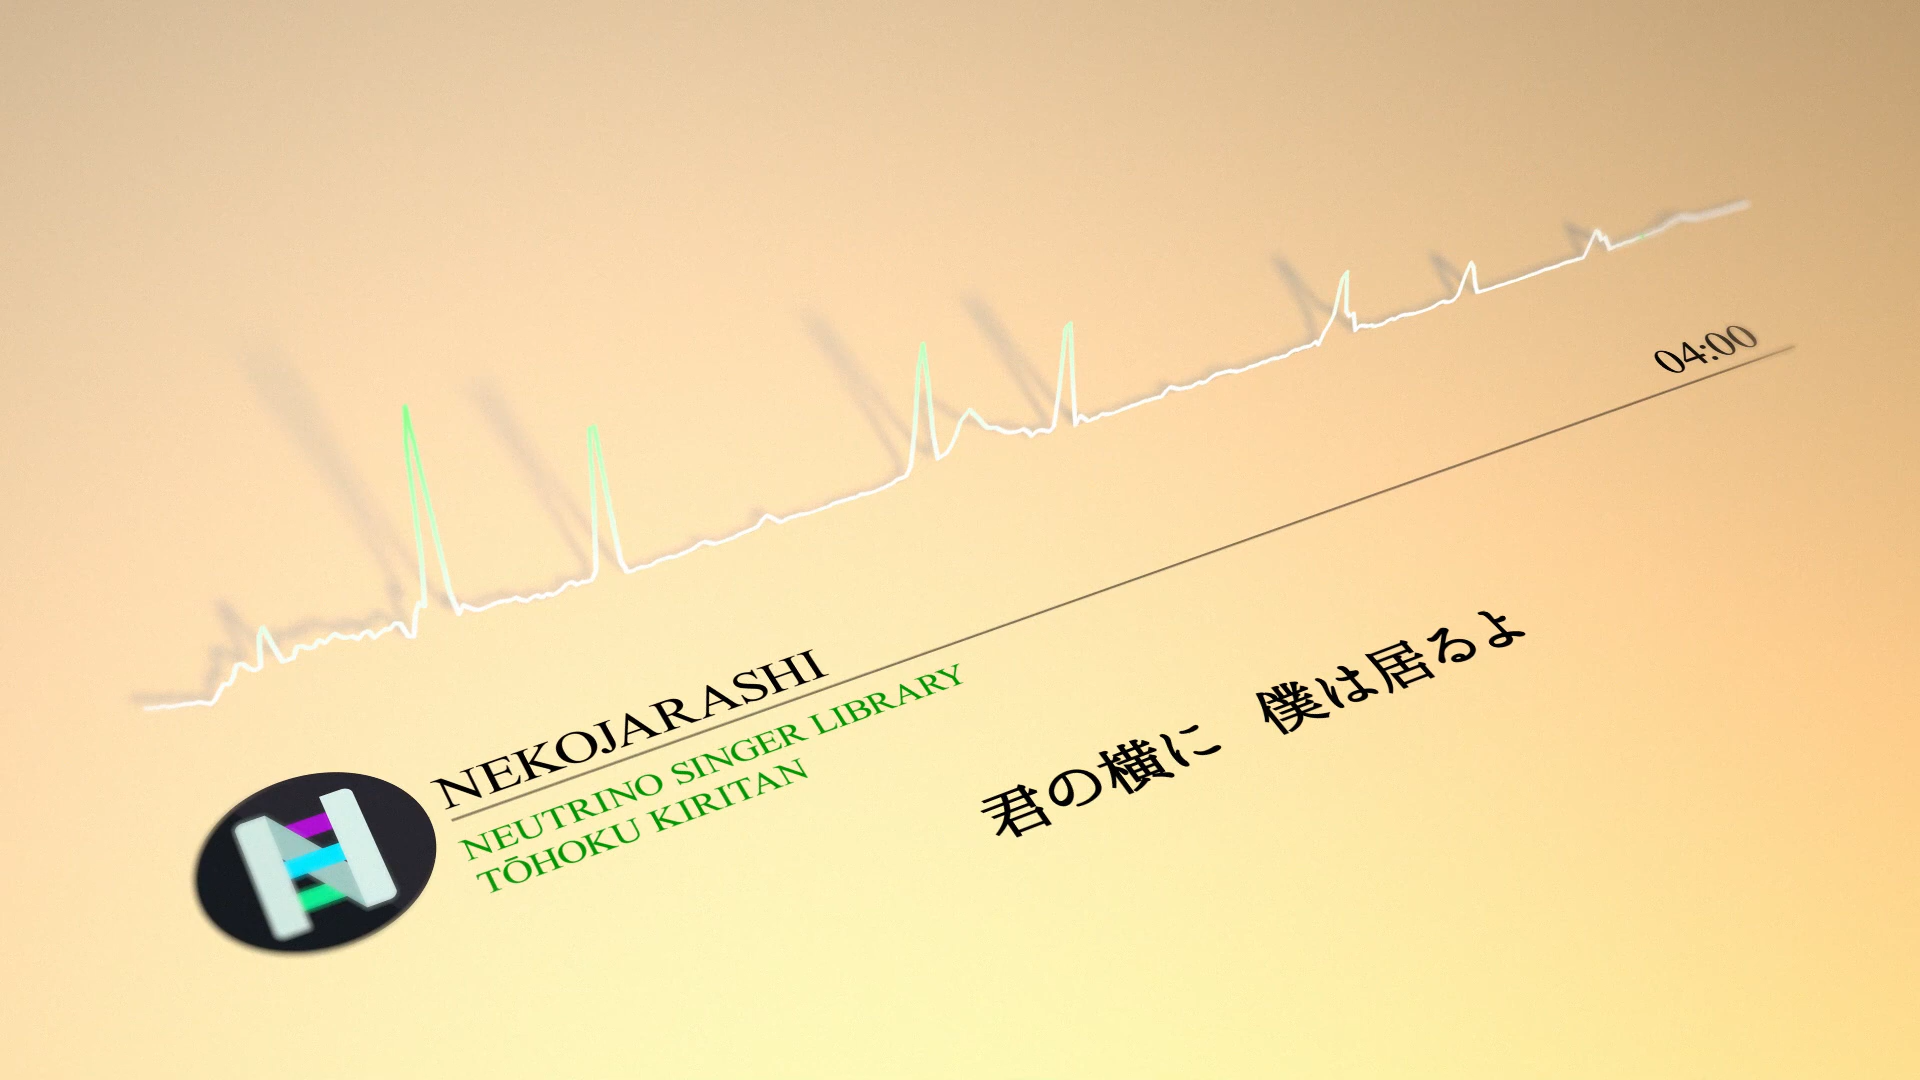 04:00
NEKOJARASHI
NEUTRINO SINGER LIBRARY
TŌHOKU KIRITAN
君の横に 僕は居るよ